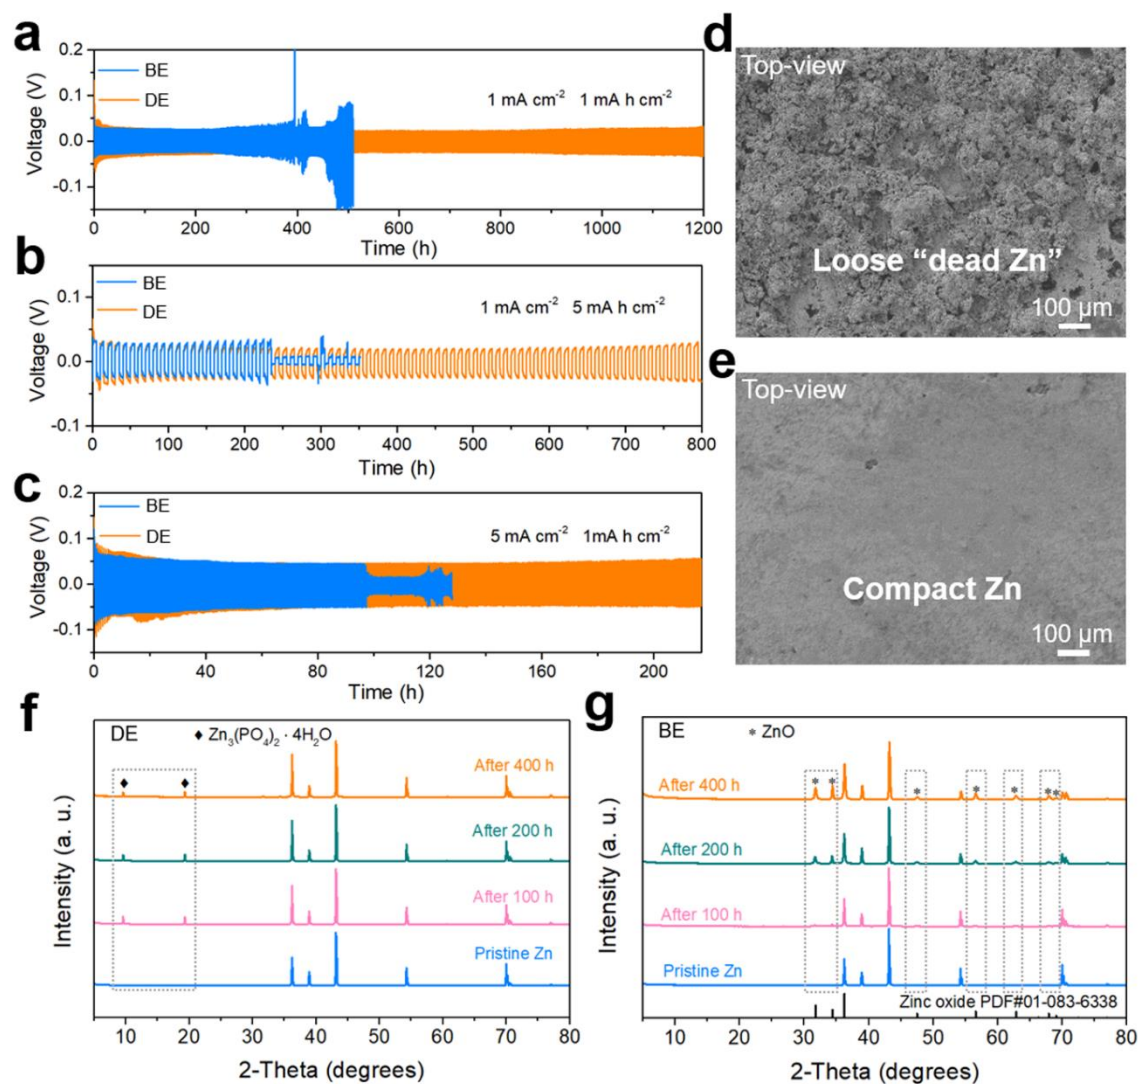 a
0.2
0.1
0.0
-0.1
Voltage (V)
BE
DE
1 mA cm⁻² 1 mA h cm⁻²
0 200 400 600 800 1000 1200
Time (h)
b
0.1
0.0
-0.1
Voltage (V)
BE
DE
1 mA cm⁻² 5 mA h cm⁻²
0 100 200 300 400 500 600 700 800
Time (h)
c
0.2
0.1
0.0
-0.1
Voltage (V)
BE
DE
5 mA cm⁻² 1mA h cm⁻²
0 40 80 120 160 200
Time (h)
d
Top-view
Loose “dead Zn”
100 μm
e
Top-view
Compact Zn
100 μm
f
DE
♦ Zn₃(PO₄)₂ · 4H₂O
After 400 h
After 200 h
After 100 h
Pristine Zn
Intensity (a. u.)
10 20 30 40 50 60 70 80
2-Theta (degrees)
g
BE
* ZnO
After 400 h
After 200 h
After 100 h
Pristine Zn
Zinc oxide PDF#01-083-6338
Intensity (a. u.)
10 20 30 40 50 60 70 80
2-Theta (degrees)